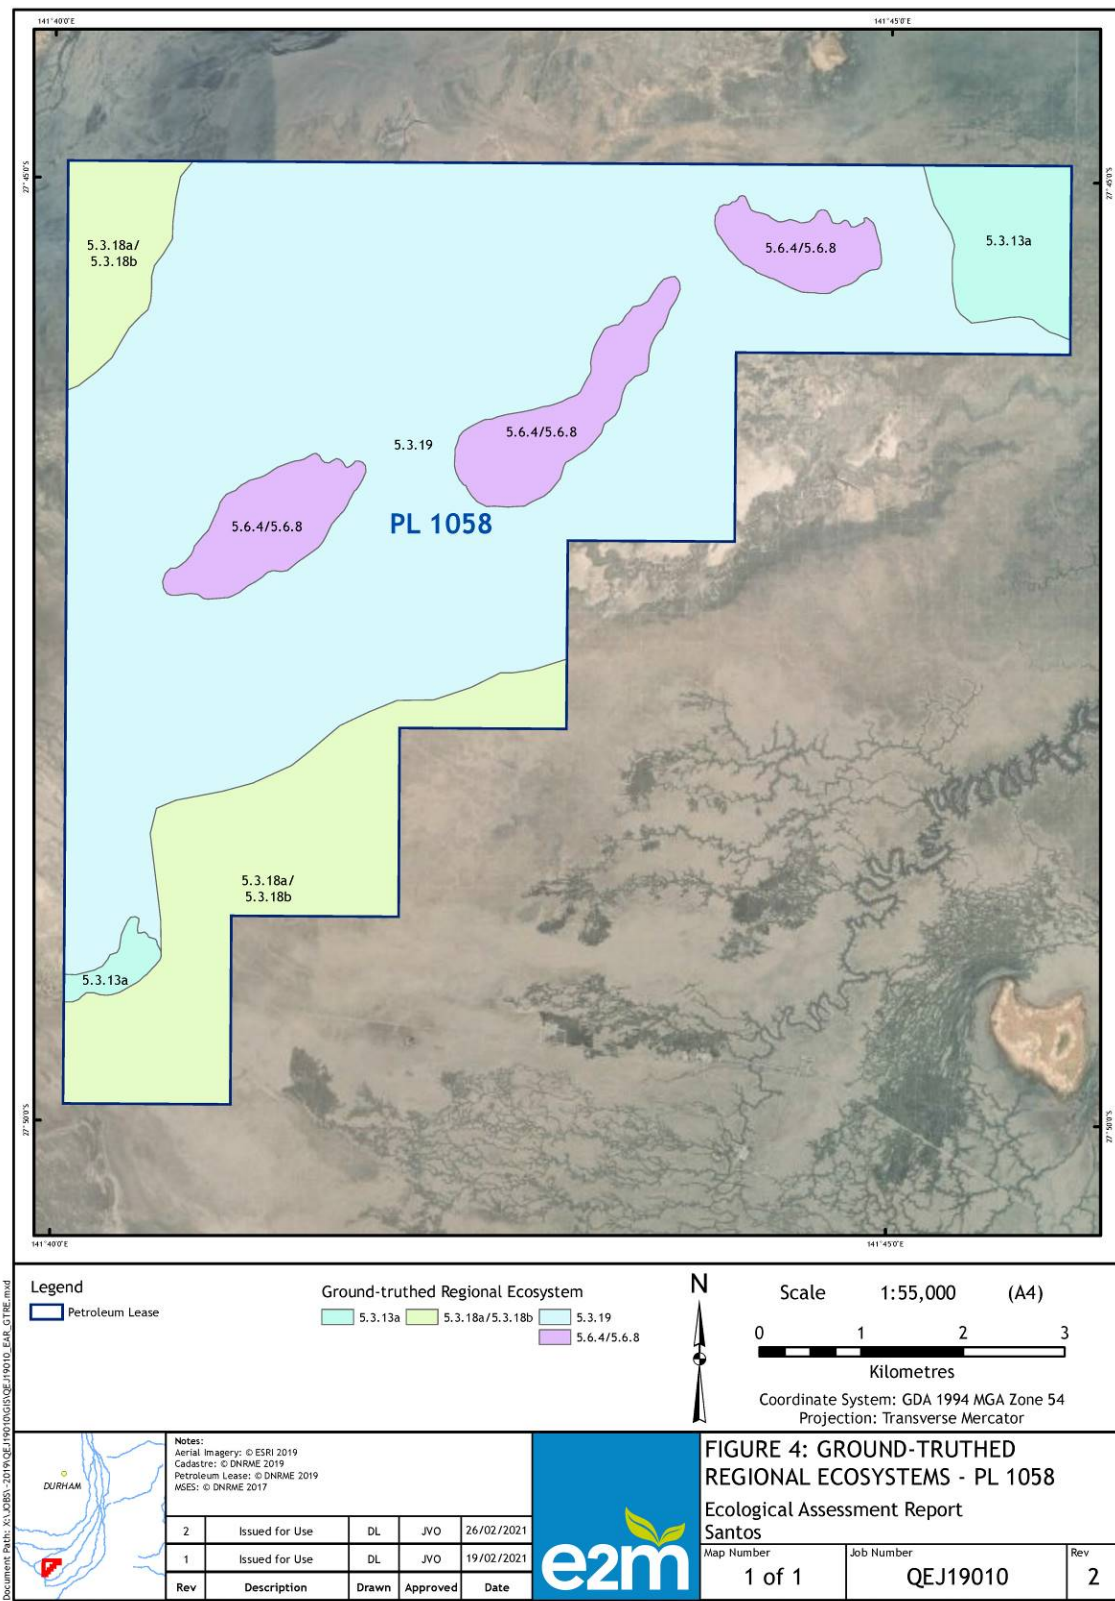 141°40'0"E
141°45'0"E
27°45'0"S
27°45'0"S
5.3.18a/
5.3.18b
5.6.4/5.6.8
5.3.13a
5.3.19
5.6.4/5.6.8
5.6.4/5.6.8
PL 1058
5.3.18a/
5.3.18b
5.3.13a
27°50'0"S
27°50'0"S
141°40'0"E
141°45'0"E
Legend
Petroleum Lease
Ground-truthed Regional Ecosystem
5.3.13a
5.3.18a/5.3.18b
5.3.19
5.6.4/5.6.8
N
Scale 1:55,000 (A4)
0 1 2 3
Kilometres
Coordinate System: GDA 1994 MGA Zone 54
Projection: Transverse Mercator
Document Path: X:\JOBS\~2019\QEJ19010\GIS\QEJ19010_EAR_GTRE.mxd
DURHAM
Notes:
Aerial Imagery: © ESRI 2019
Cadastre: © DNRME 2019
Petroleum Lease: © DNRME 2019
MSES: © DNRME 2017
2 Issued for Use DL JVO 26/02/2021
1 Issued for Use DL JVO 19/02/2021
Rev Description Drawn Approved Date
e2m
FIGURE 4: GROUND-TRUTHED
REGIONAL ECOSYSTEMS - PL 1058
Ecological Assessment Report
Santos
Map Number
1 of 1
Job Number
QEJ19010
Rev
2